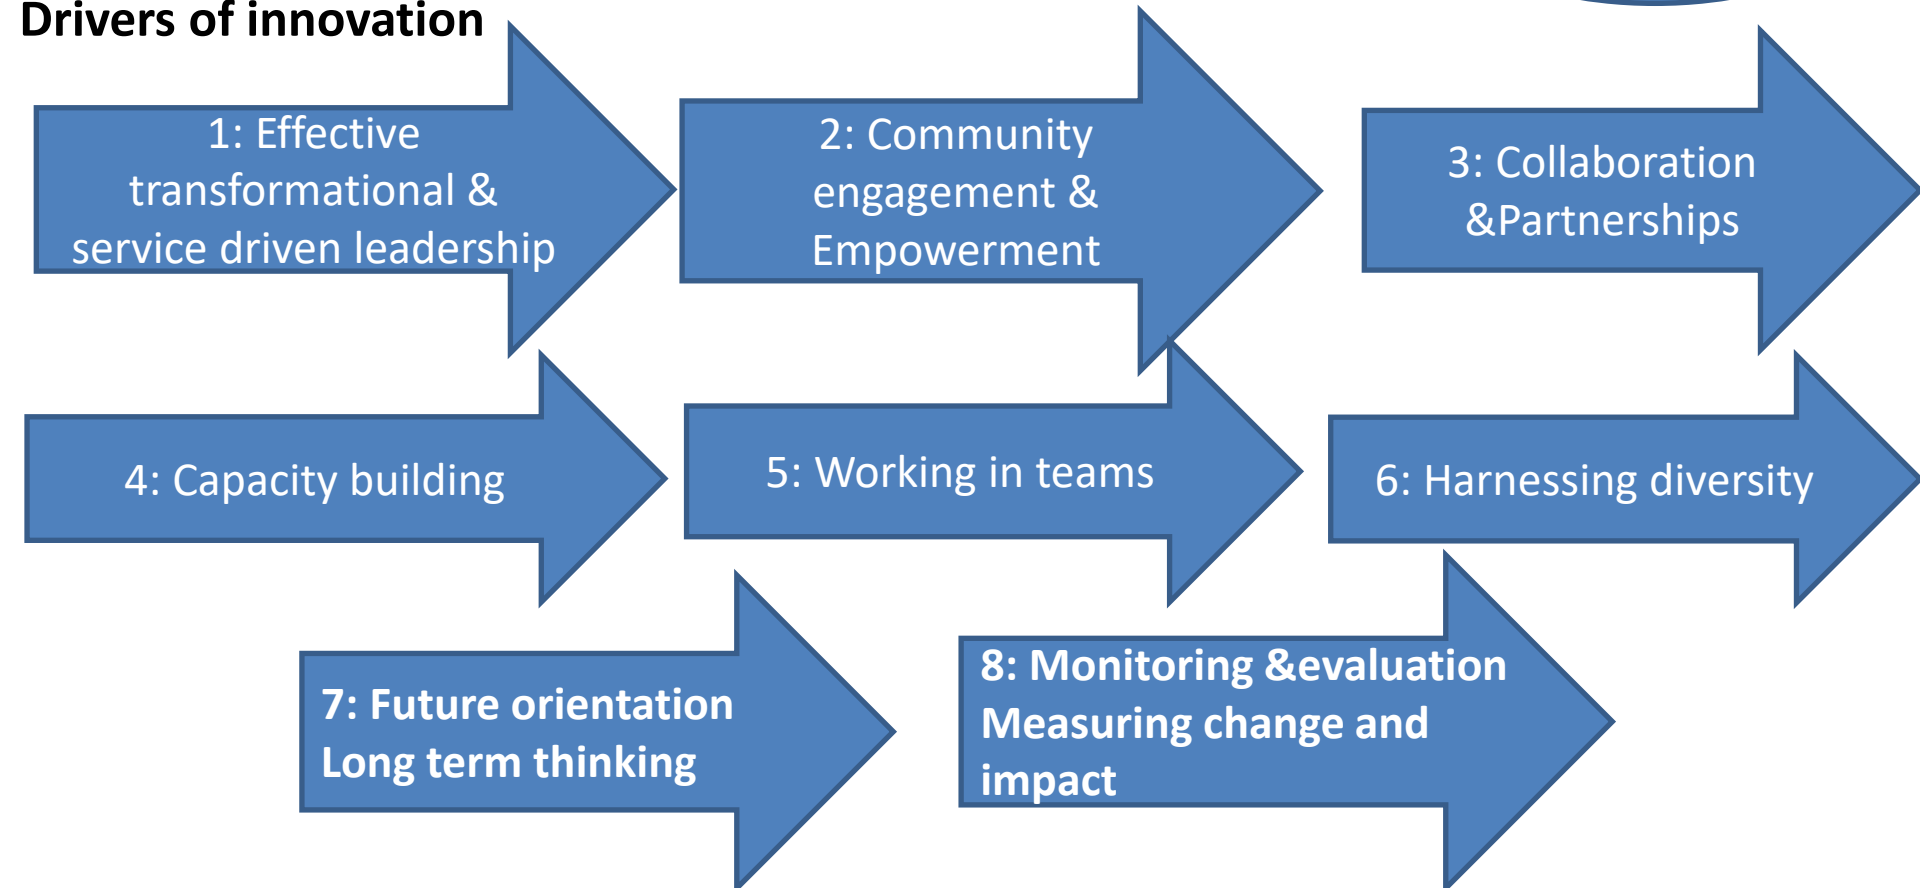 Drivers of innovation
1: Effective
transformational &
service driven leadership
2: Community
engagement &
Empowerment
3: Collaboration
&Partnerships
4: Capacity building
5: Working in teams
6: Harnessing diversity
7: Future orientation
Long term thinking
8: Monitoring &evaluation
Measuring change and
impact